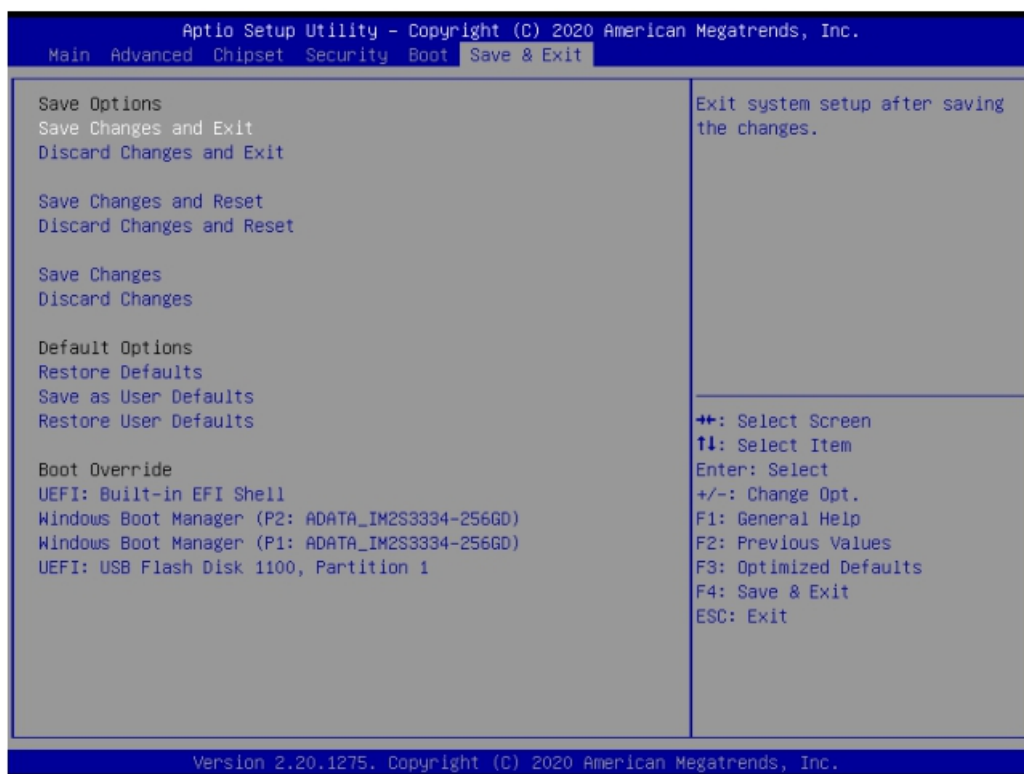 Aptio Setup Utility – Copyright (C) 2020 American Megatrends, Inc.
Main Advanced Chipset Security Boot Save & Exit
Save Options
Save Changes and Exit
Discard Changes and Exit
Save Changes and Reset
Discard Changes and Reset
Save Changes
Discard Changes
Default Options
Restore Defaults
Save as User Defaults
Restore User Defaults
Boot Override
UEFI: Built-in EFI Shell
Windows Boot Manager (P2: ADATA_IM2S3334-256GD)
Windows Boot Manager (P1: ADATA_IM2S3334-256GD)
UEFI: USB Flash Disk 1100, Partition 1
Exit system setup after saving
the changes.
→←: Select Screen
↑↓: Select Item
Enter: Select
+/-: Change Opt.
F1: General Help
F2: Previous Values
F3: Optimized Defaults
F4: Save & Exit
ESC: Exit
Version 2.20.1275. Copyright (C) 2020 American Megatrends, Inc.